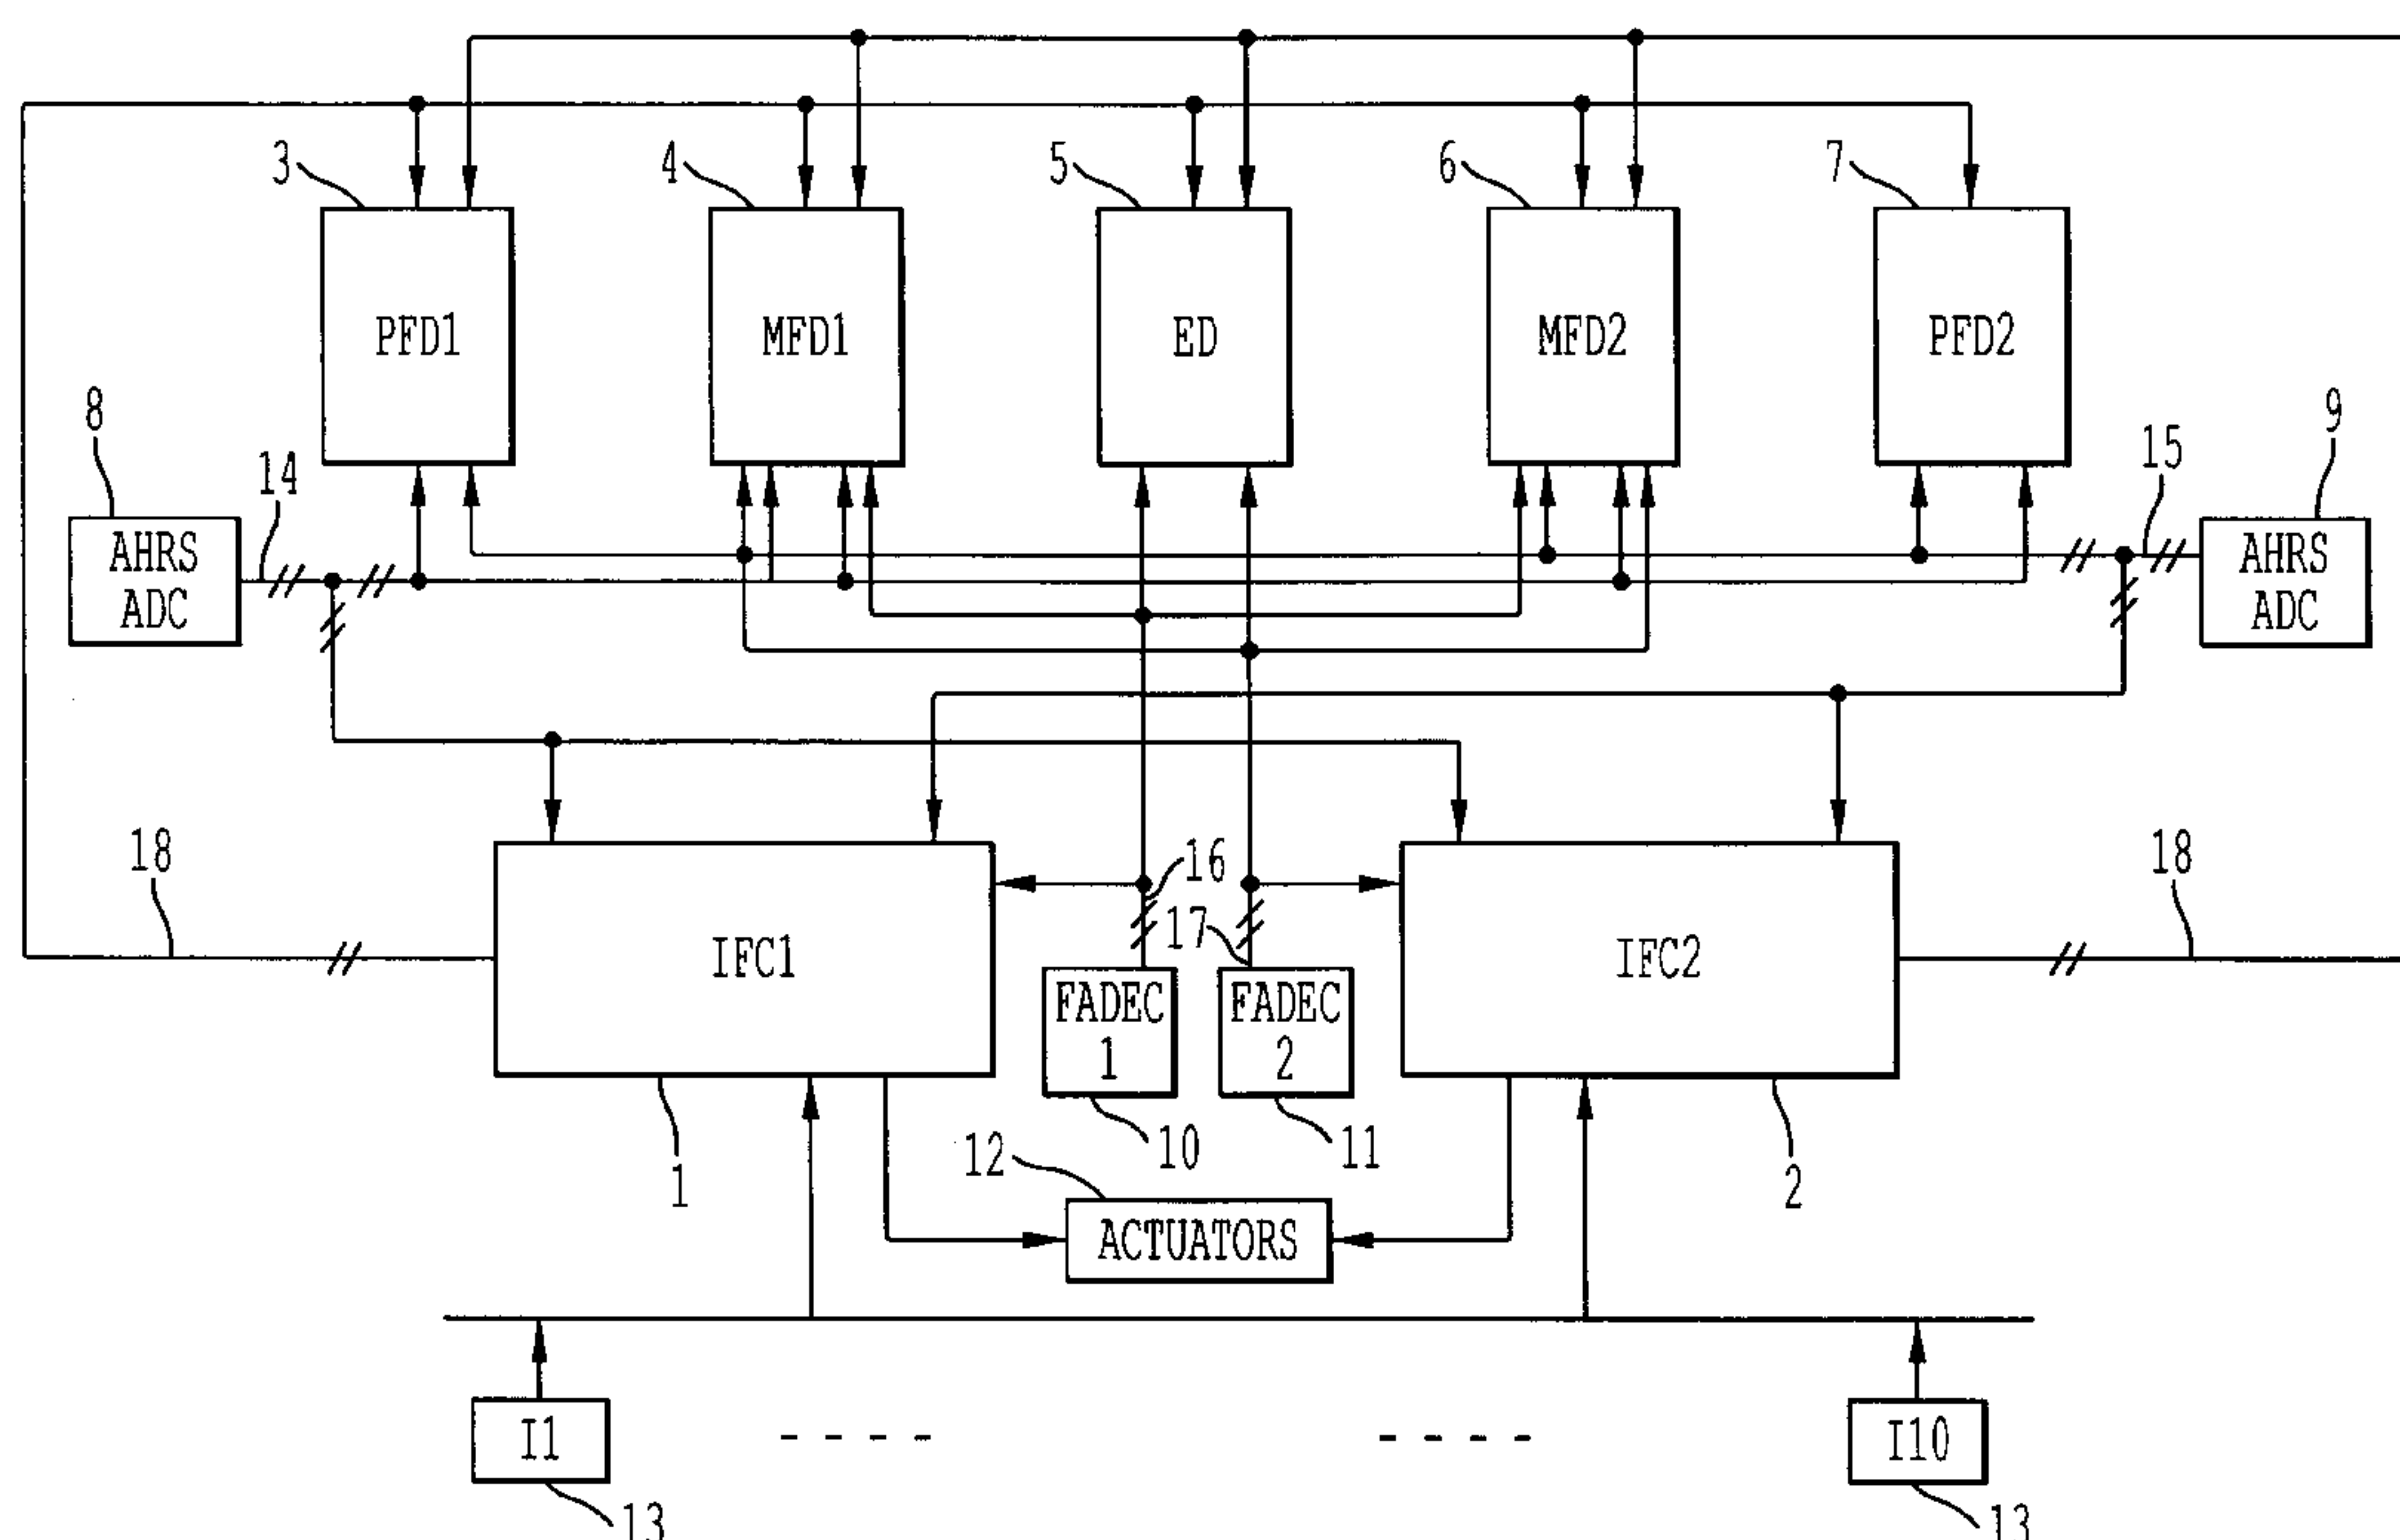 3
4
5
6
7
PFD1
MFD1
ED
MFD2
PFD2
8
14
15
9
AHRS
ADC
AHRS
ADC
18
16
17
18
IFC1
FADEC
1
FADEC
2
IFC2
1
10
11
2
12
ACTUATORS
I1
- - - -
- - - -
I10
13
13